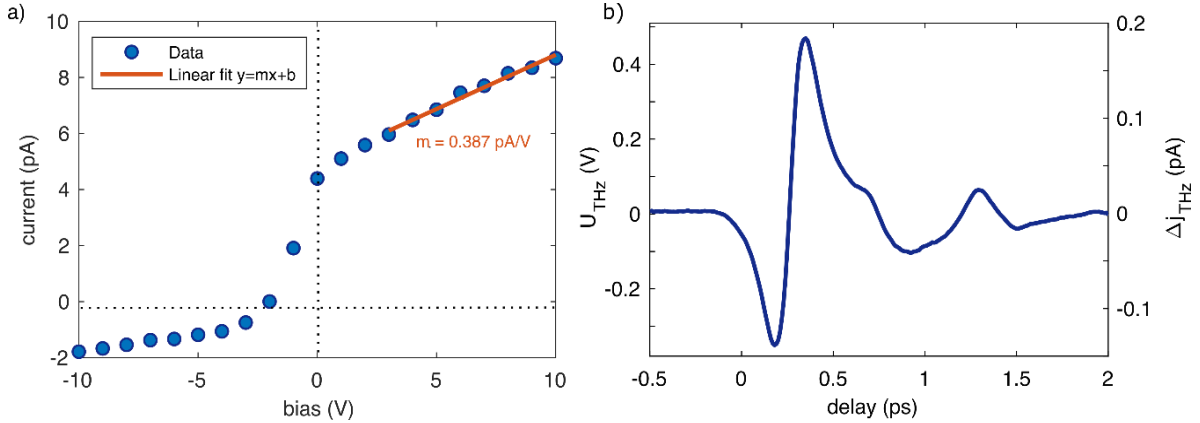 a)
10
8
6
4
2
0
-2
current (pA)
Data
Linear fit y=mx+b
m = 0.387 pA/V
-10
-5
0
5
10
bias (V)
b)
0.4
0.2
0
-0.2
U_THz (V)
0.2
0.1
0
-0.1
Δj_THz (pA)
-0.5
0
0.5
1
1.5
2
delay (ps)